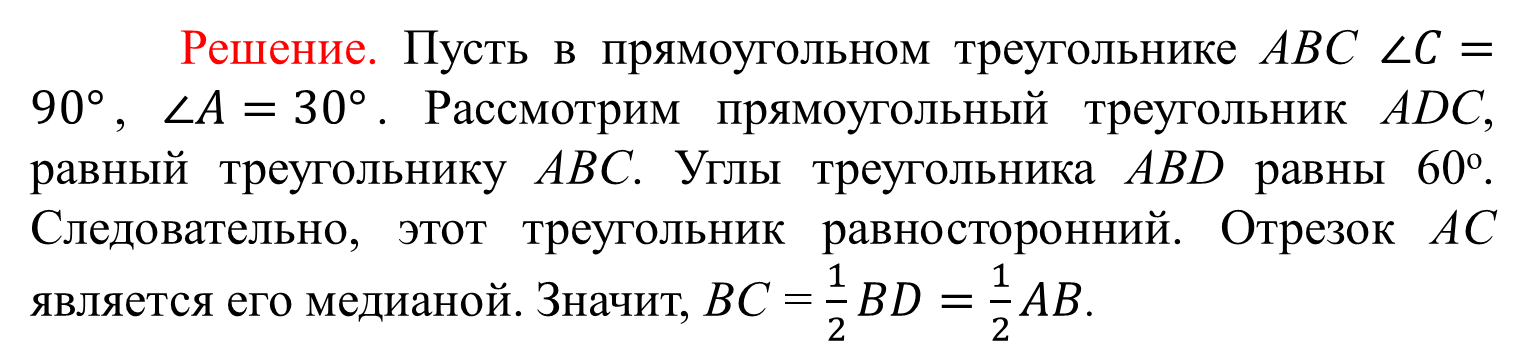 Решение. Пусть в прямоугольном треугольнике ABC ∠C =
90°, ∠A = 30°. Рассмотрим прямоугольный треугольник ADC,
равный треугольнику ABC. Углы треугольника ABD равны 60º.
Следовательно, этот треугольник равносторонний. Отрезок AC
является его медианой. Значит, BC = 1/2 BD = 1/2 AB.